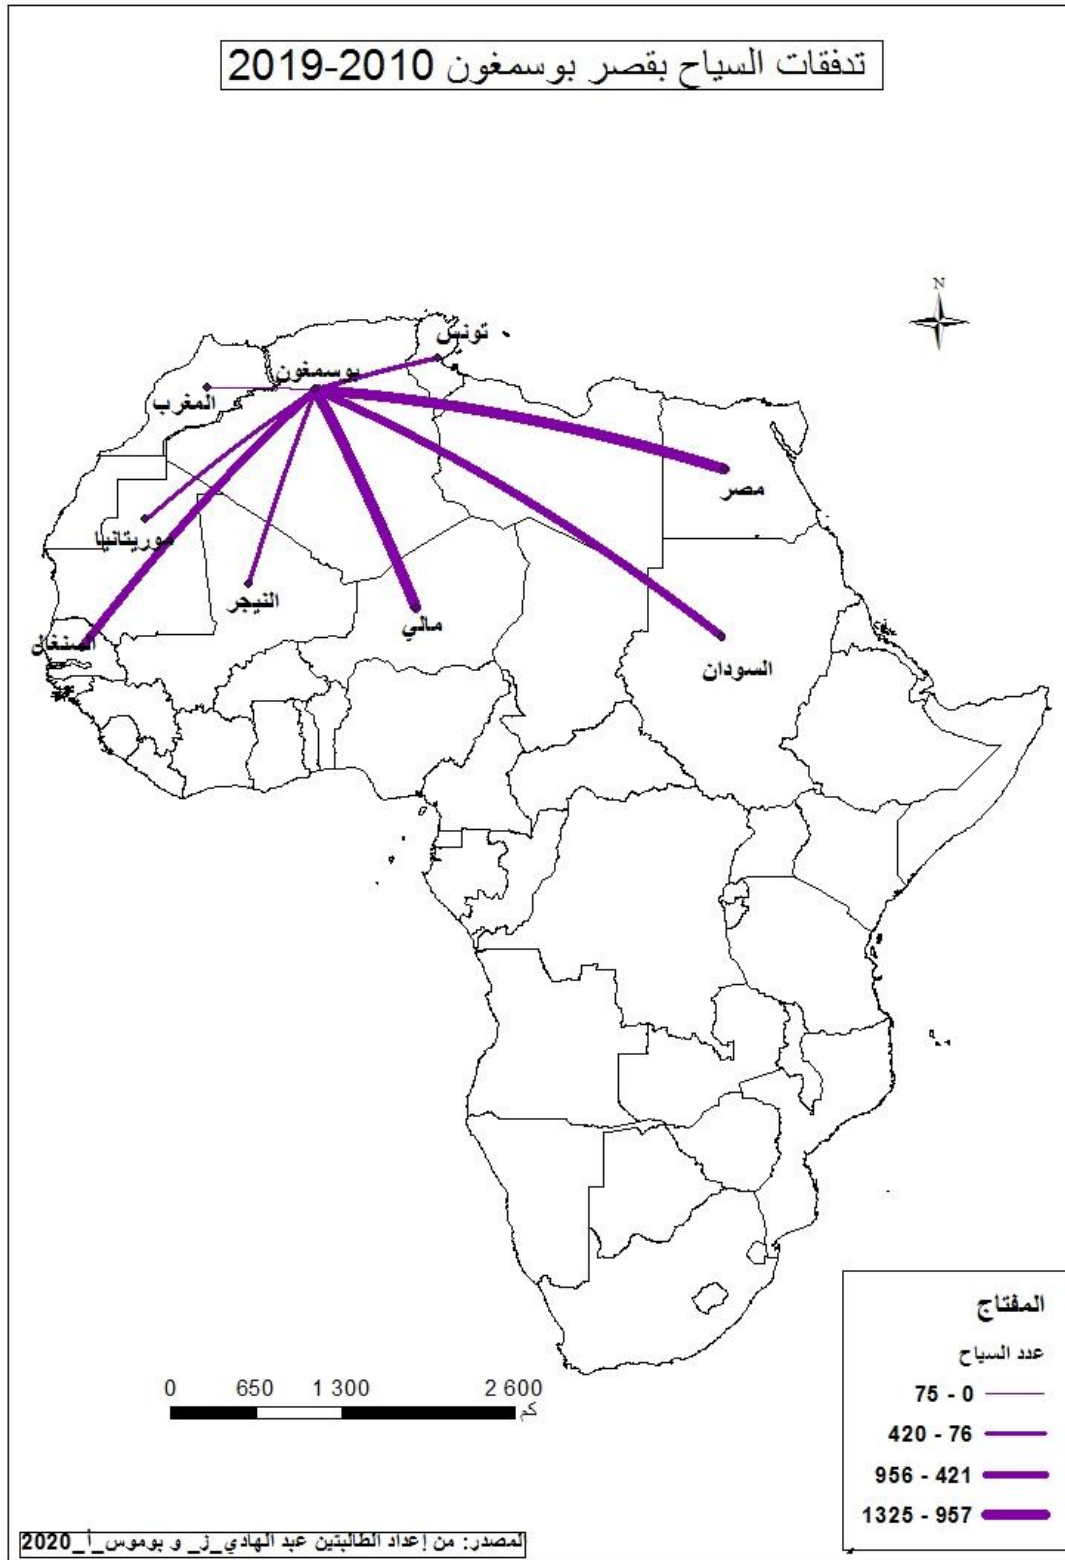 تدفقات السياح بقصر بوسمغون 2010-2019
N
تونس
بوسمغون
المغرب
مصر
موريتانيا
النيجر
مالي
السنغال
السودان
المفتاح
عدد السياح
0 - 75
76 - 420
421 - 956
957 - 1325
0 650 1 300 2 600
كم
المصدر: من إعداد الطالبتين عبد الهادي_ز_ و بوموس_أ_2020